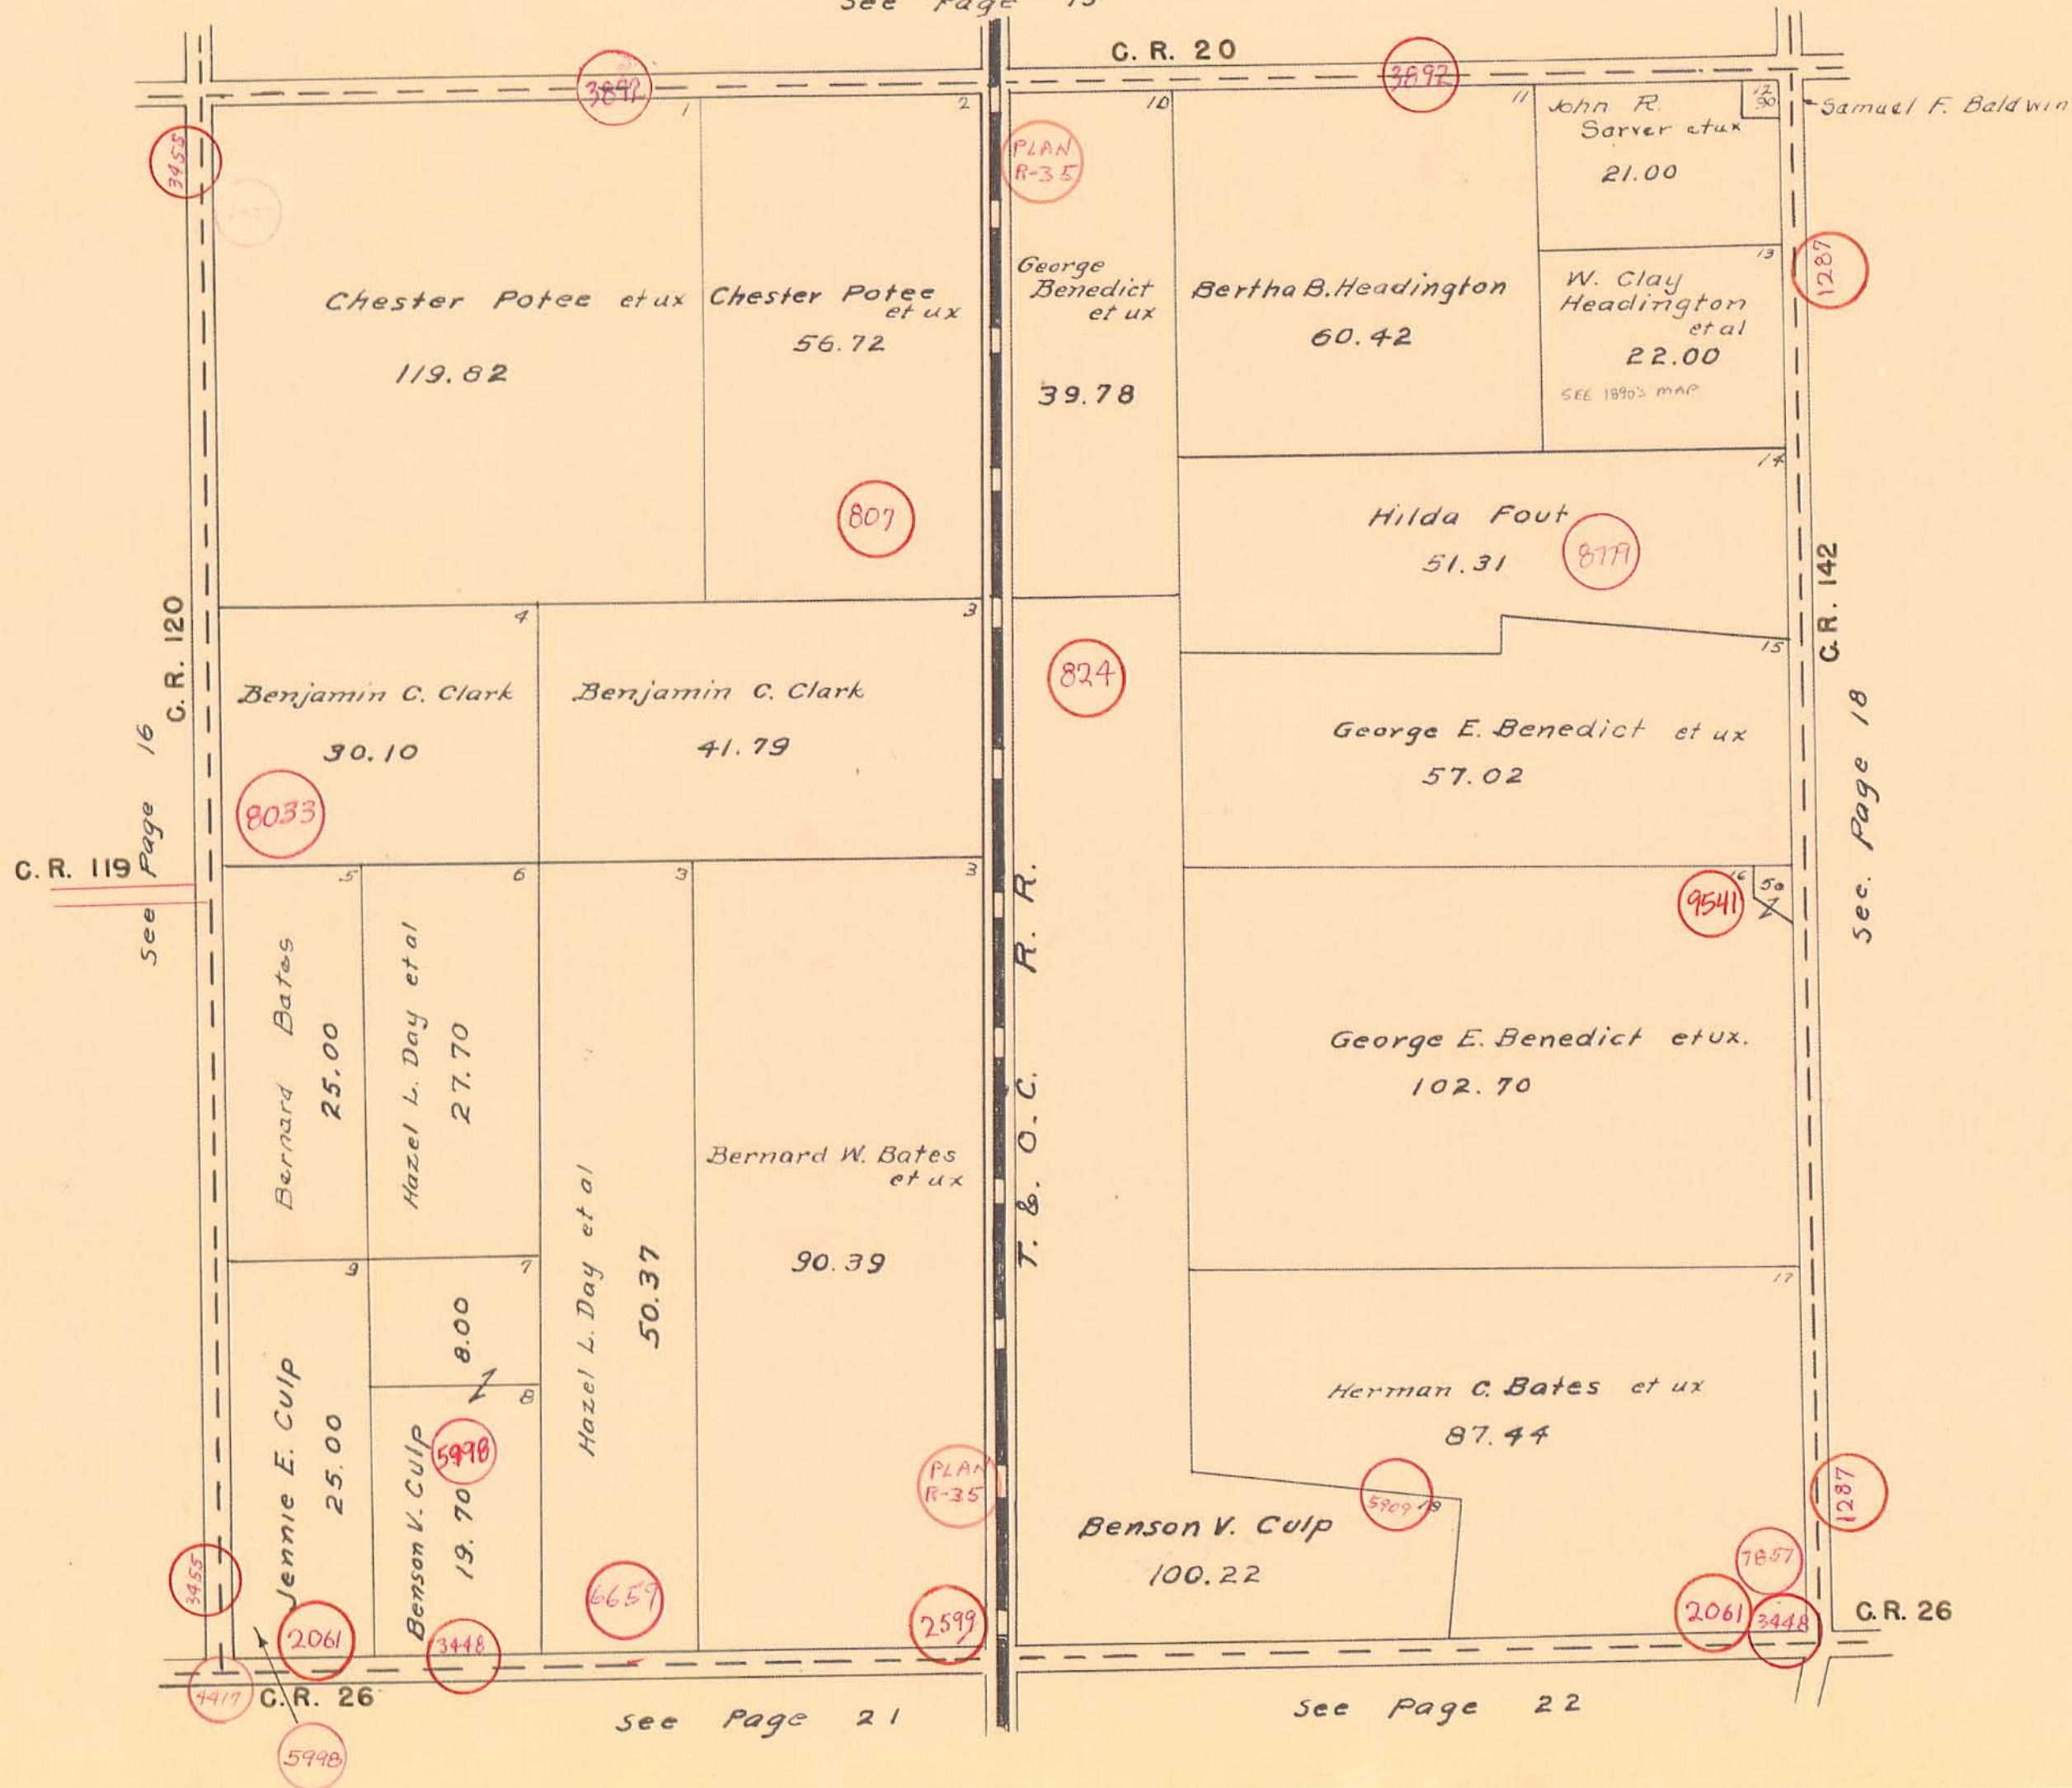 See Page
C. R. 20
3892
3892
1
2
10
11
John R.
Sarver et ux
21.00
12
.90
Samuel F. Baldwin
3455
PLAN
R-35
13
1287
George
Benedict
et ux
39.78
Chester Potee et ux
119.82
Chester Potee
et ux
56.72
Bertha B. Headington
60.42
W. Clay
Headington
et al
22.00
SEE 1890's MAP
14
807
Hilda Fout
51.31
8779
C. R. 120
C. R. 142
4
3
15
824
Benjamin C. Clark
30.10
Benjamin C. Clark
41.79
George E. Benedict et ux
57.02
8033
See Page 16
Sec. Page 18
C. R. 119
5
6
3
3
16
50
9541
Bernard Bates
25.00
Hazel L. Day et al
27.70
T. & O. C. R. R.
George E. Benedict et ux.
102.70
Hazel L. Day et al
50.37
Bernard W. Bates
et ux
90.39
9
7
17
8.00
8
Jennie E. Culp
25.00
Benson V. Culp
19.70
5998
Herman C. Bates et ux
87.44
PLAN
R-35
5909
18
1287
Benson V. Culp
100.22
3455
7857
2061
3448
6659
2599
2061
3448
C. R. 26
4417
C. R. 26
5998
See Page 21
See Page 22